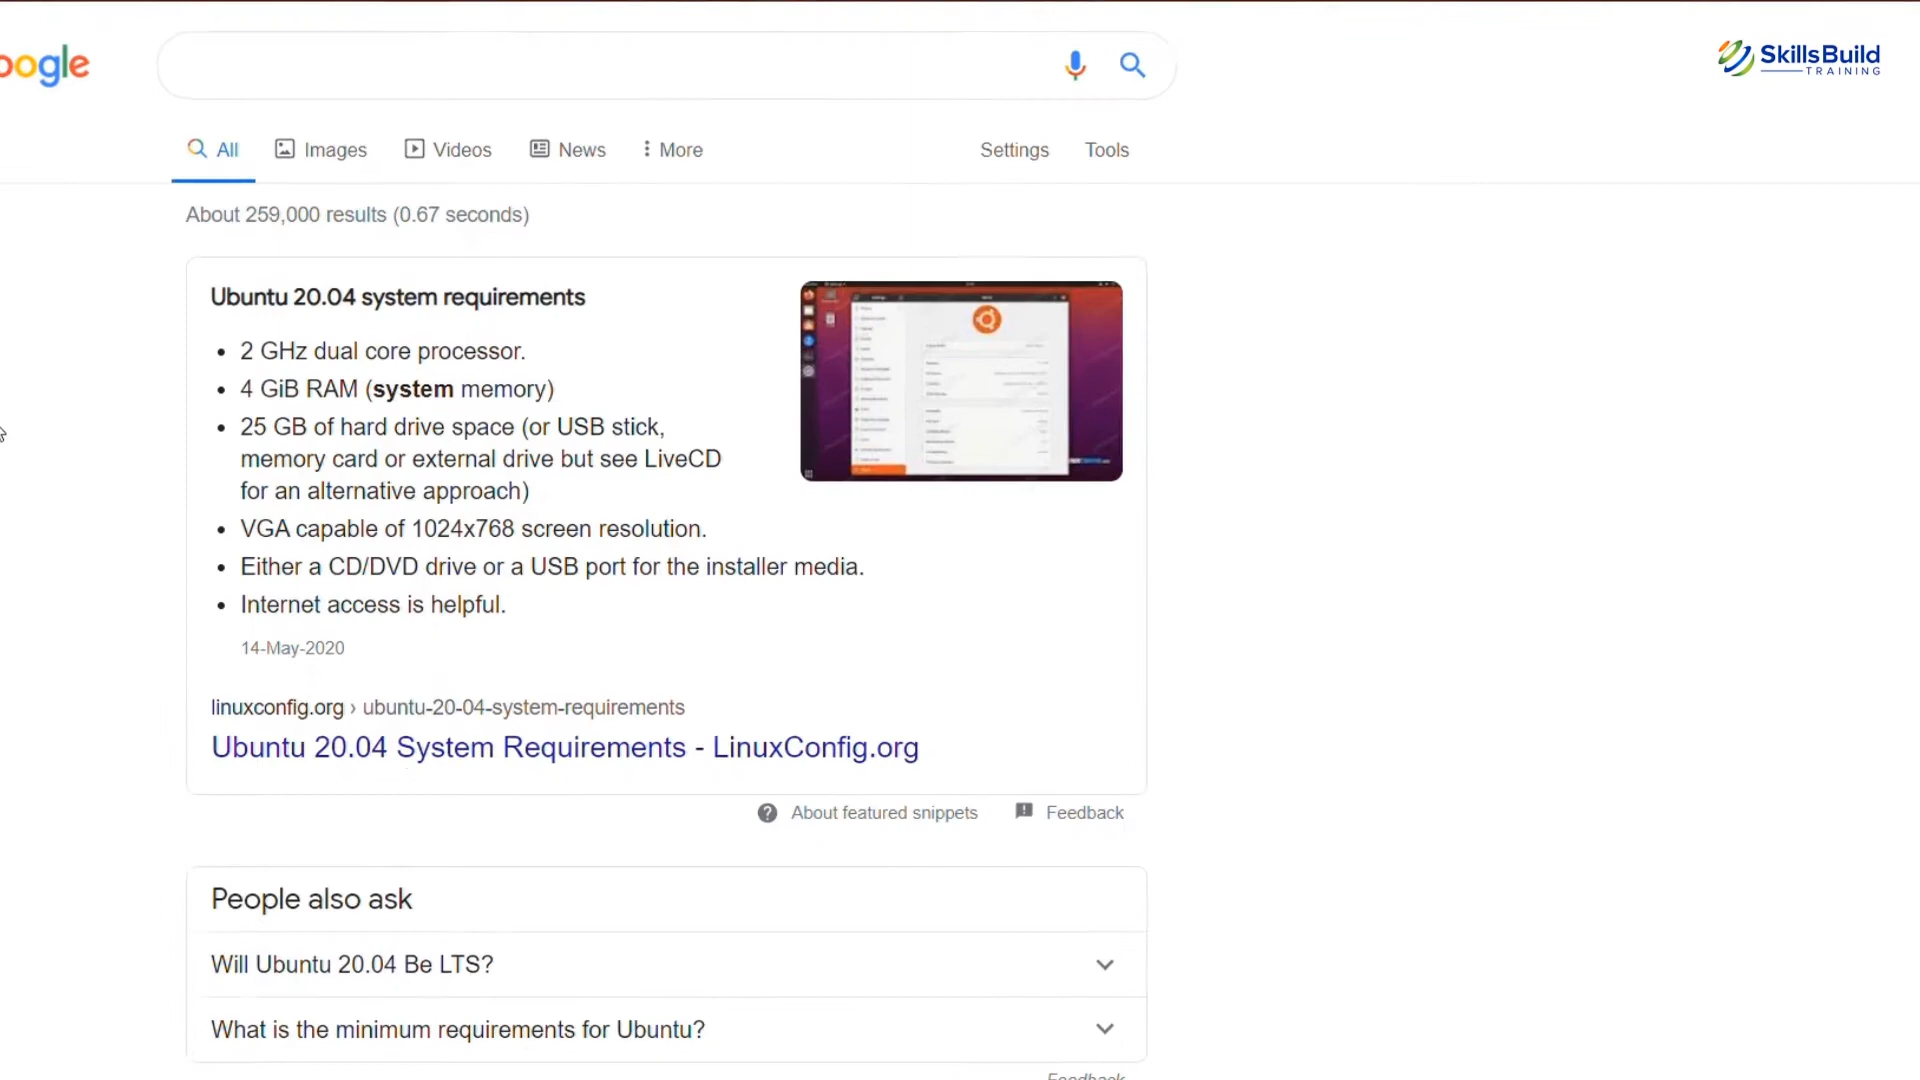 oogle
SkillsBuild
TRAINING
All Images Videos News More Settings Tools
About 259,000 results (0.67 seconds)
Ubuntu 20.04 system requirements
• 2 GHz dual core processor.
• 4 GiB RAM (system memory)
• 25 GB of hard drive space (or USB stick,
memory card or external drive but see LiveCD
for an alternative approach)
• VGA capable of 1024x768 screen resolution.
• Either a CD/DVD drive or a USB port for the installer media.
• Internet access is helpful.
14-May-2020
linuxconfig.org › ubuntu-20-04-system-requirements
Ubuntu 20.04 System Requirements - LinuxConfig.org
About featured snippets Feedback
People also ask
Will Ubuntu 20.04 Be LTS?
What is the minimum requirements for Ubuntu?
Feedback